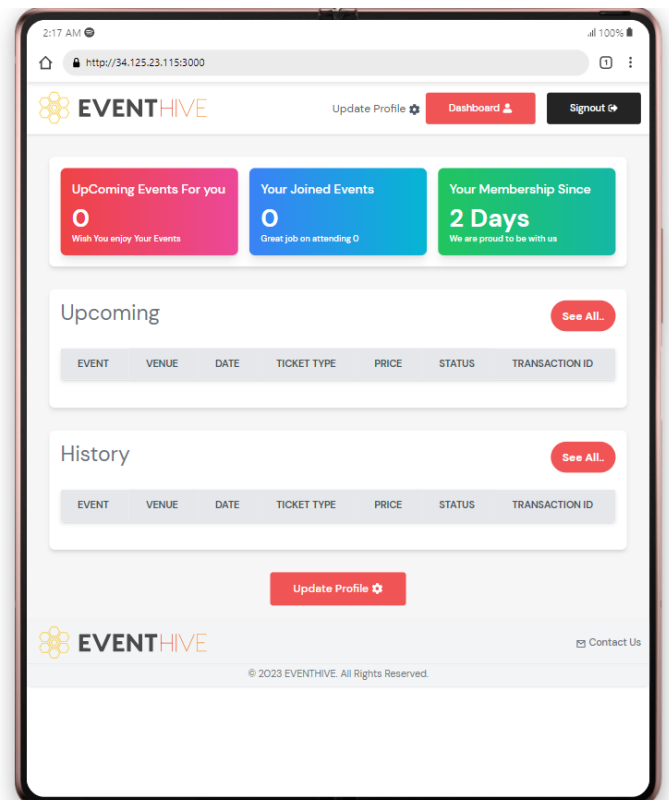 2:17 AM
100%
http://34.125.23.115:3000
1
EVENTHIVE
Update Profile
Dashboard
Signout
UpComing Events For you
0
Wish You enjoy Your Events
Your Joined Events
0
Great job on attending 0
Your Membership Since
2 Days
We are proud to be with us
Upcoming
See All..
EVENT VENUE DATE TICKET TYPE PRICE STATUS TRANSACTION ID
History
See All..
EVENT VENUE DATE TICKET TYPE PRICE STATUS TRANSACTION ID
Update Profile
EVENTHIVE
Contact Us
© 2023 EVENTHIVE. All Rights Reserved.